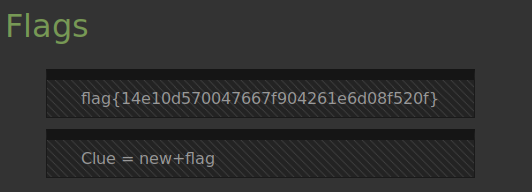 Flags
flag{14e10d570047667f904261e6d08f520f}
Clue = new+flag